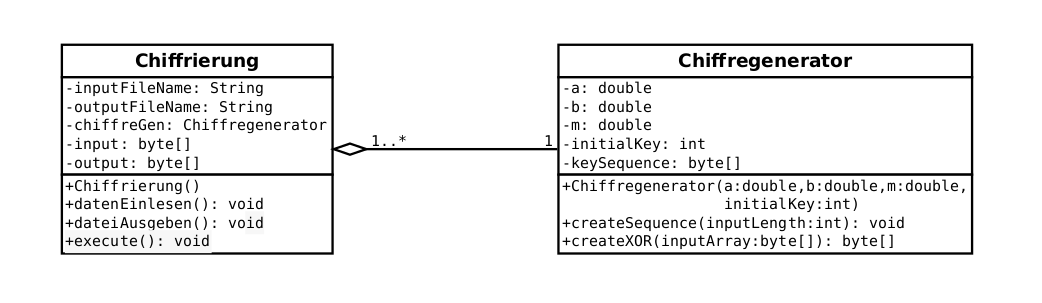 Chiffrierung
-inputFileName: String
-outputFileName: String
-chiffreGen: Chiffregenerator
-input: byte[]
-output: byte[]
+Chiffrierung()
+datenEinlesen(): void
+dateiAusgeben(): void
+execute(): void
1..*
1
Chiffregenerator
-a: double
-b: double
-m: double
-initialKey: int
-keySequence: byte[]
+Chiffregenerator(a:double,b:double,m:double,
initialKey:int)
+createSequence(inputLength:int): void
+createXOR(inputArray:byte[]): byte[]